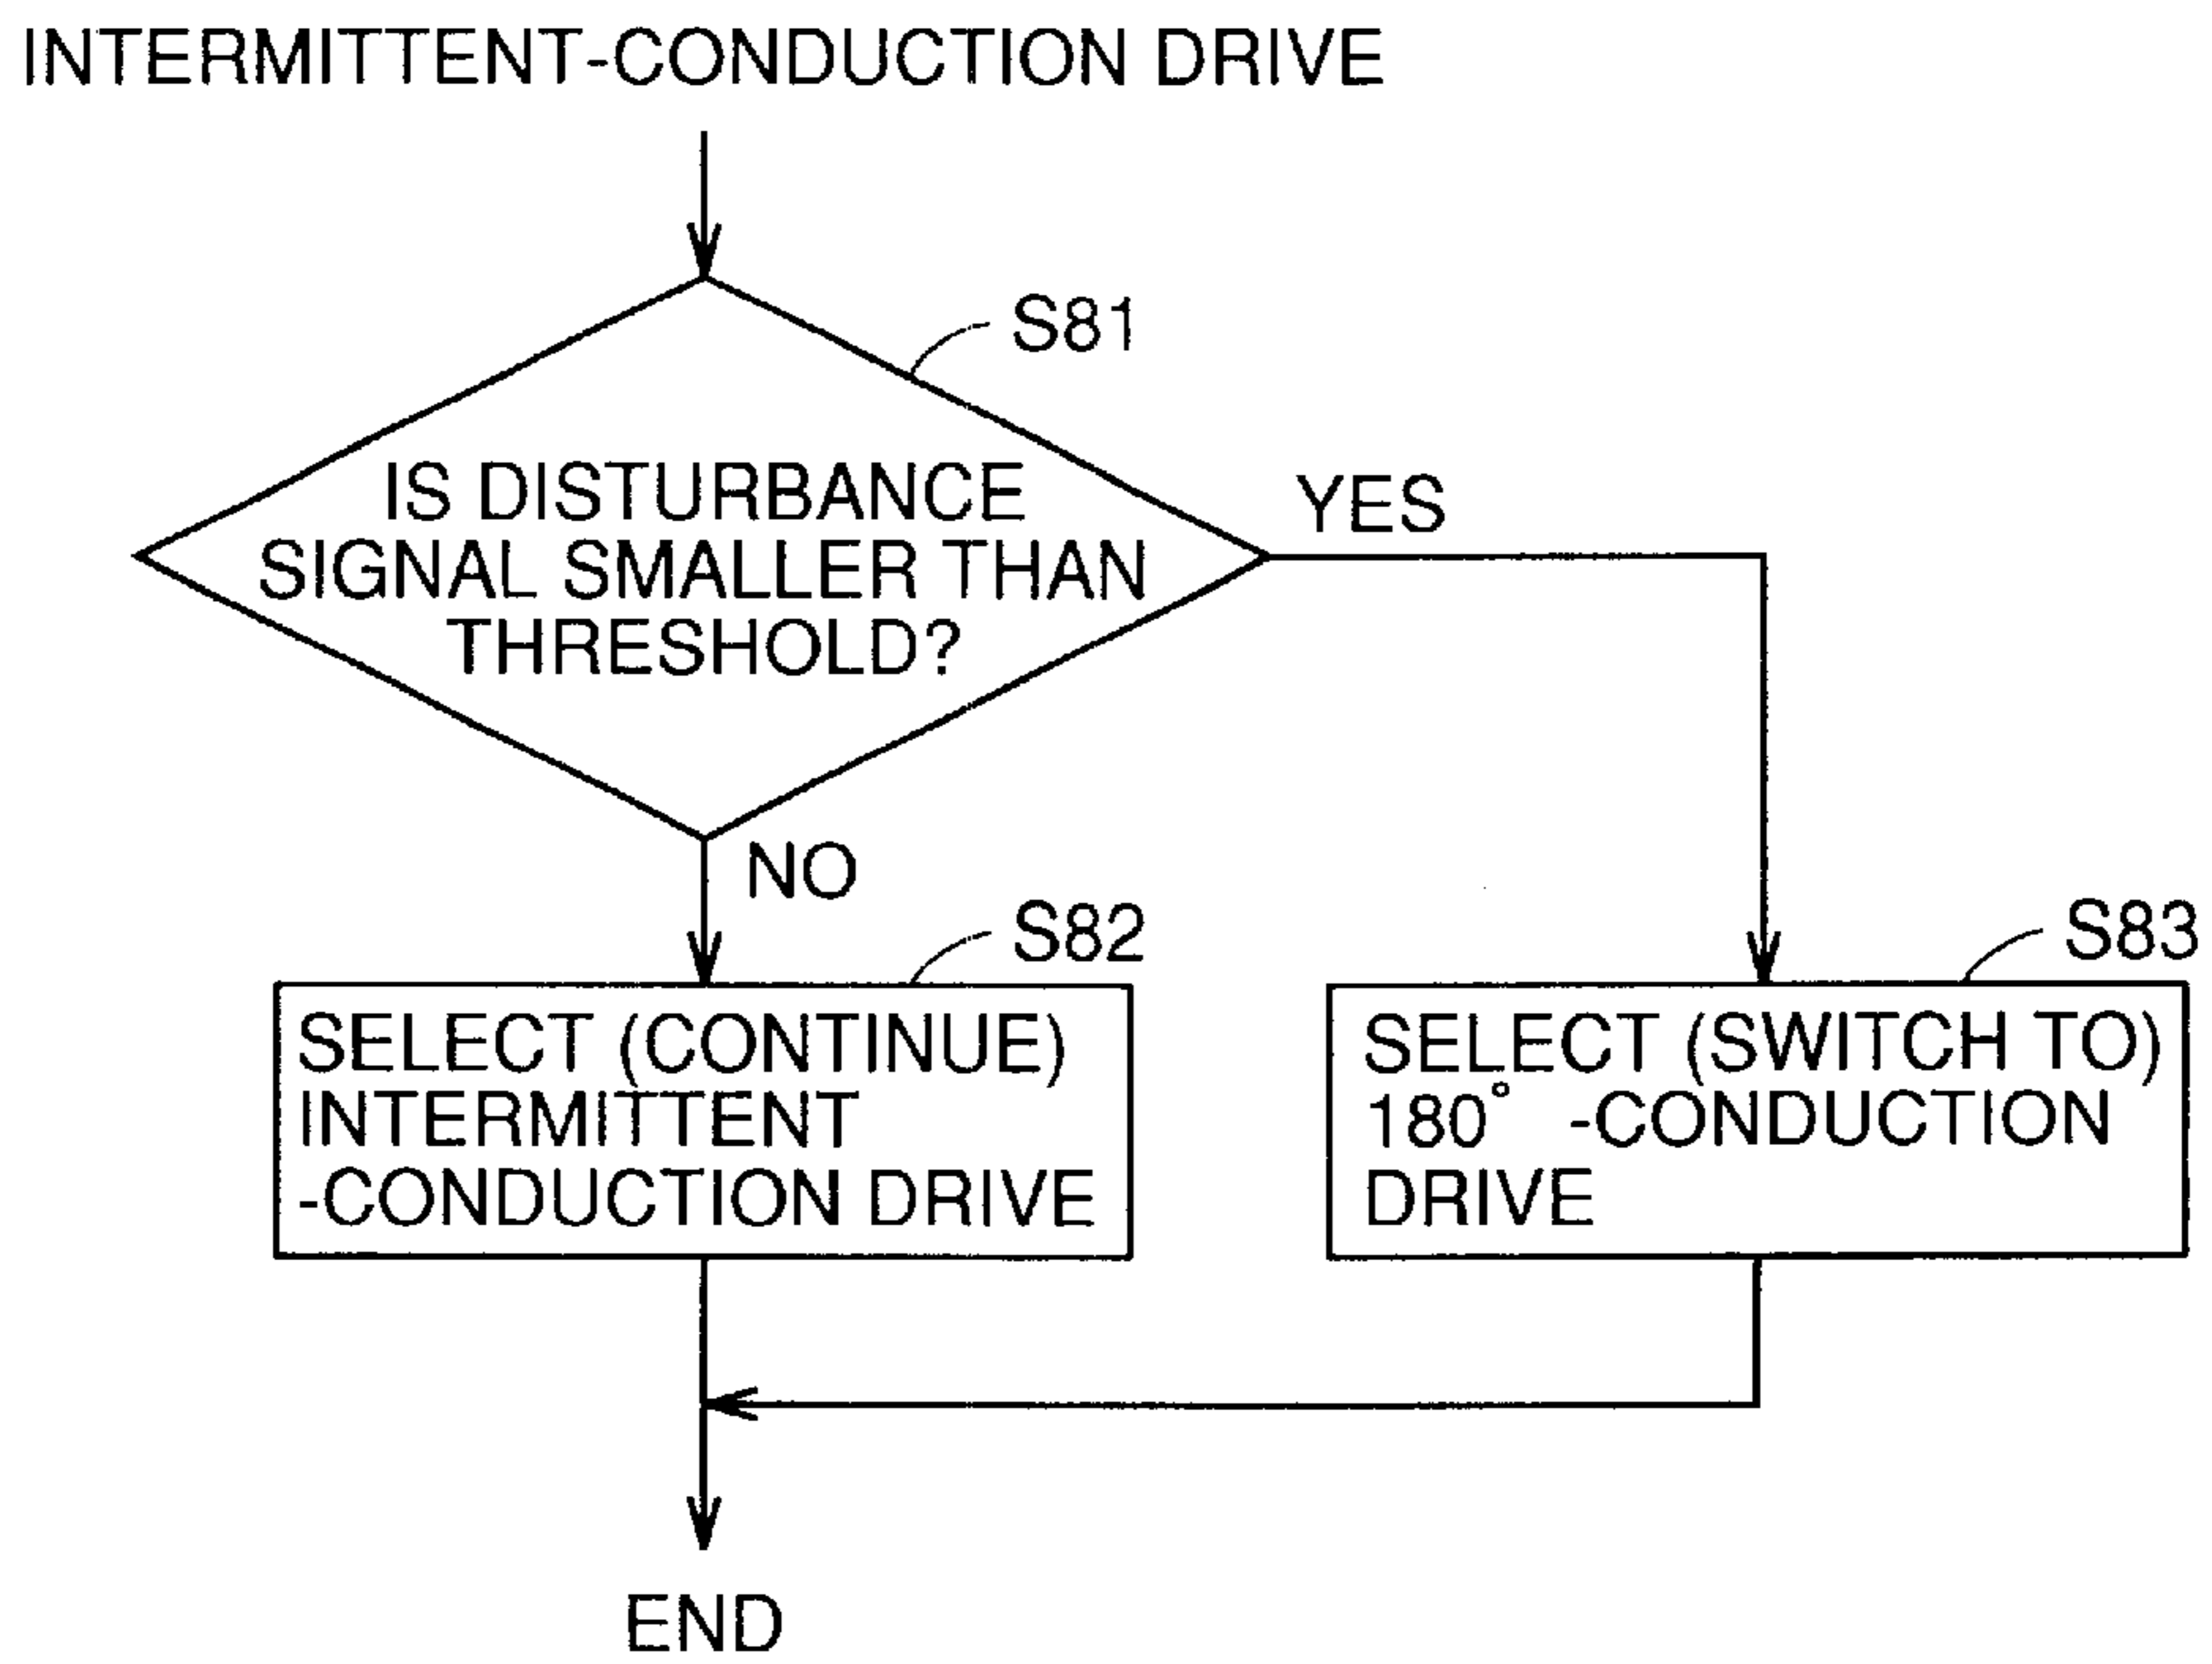 INTERMITTENT-CONDUCTION DRIVE
S81
IS DISTURBANCE
SIGNAL SMALLER THAN
THRESHOLD?
YES
NO
S82
SELECT (CONTINUE)
INTERMITTENT
-CONDUCTION DRIVE
S83
SELECT (SWITCH TO)
180° -CONDUCTION
DRIVE
END